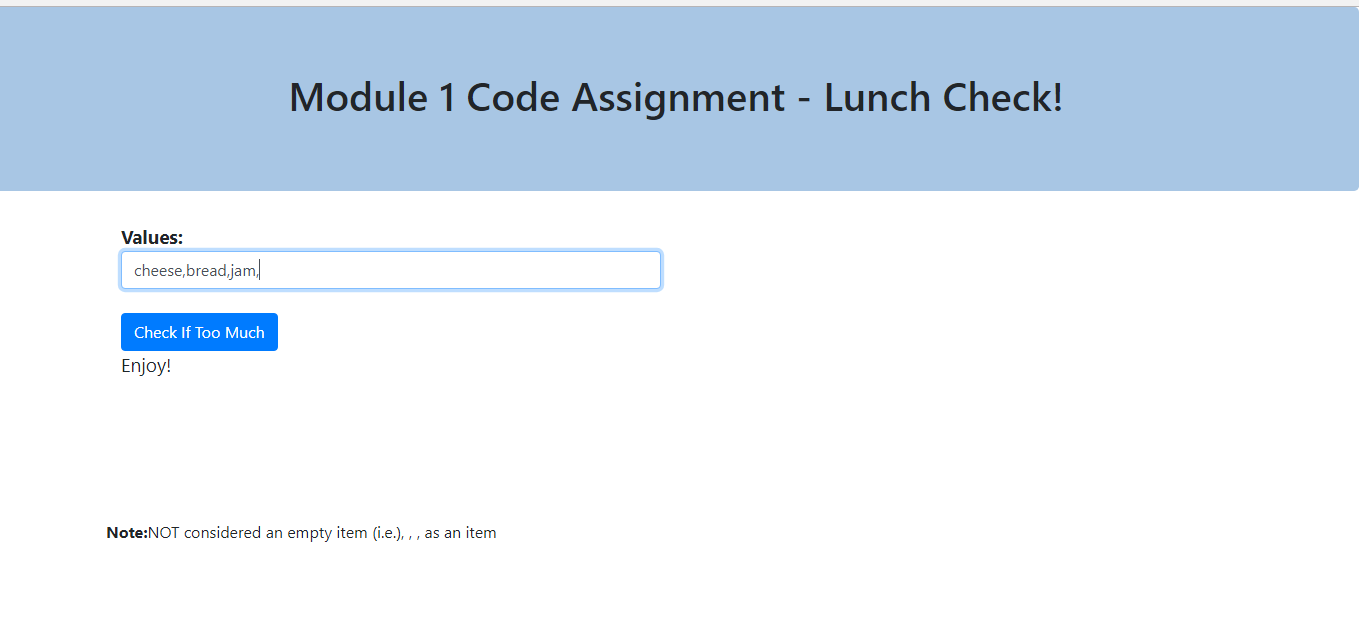 Module 1 Code Assignment - Lunch Check!
Values:
cheese,bread,jam,
Check If Too Much
Enjoy!
Note:NOT considered an empty item (i.e.), , , as an item